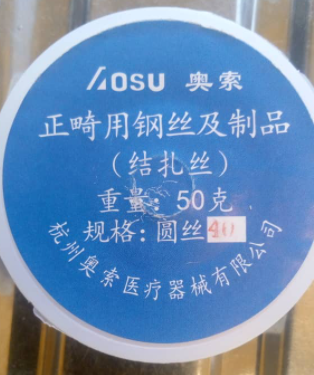 AOSU 奥索
正畸用钢丝及制品
(结扎丝)
重量: 50克
规格: 圆丝
杭州奥索医疗器械有限公司